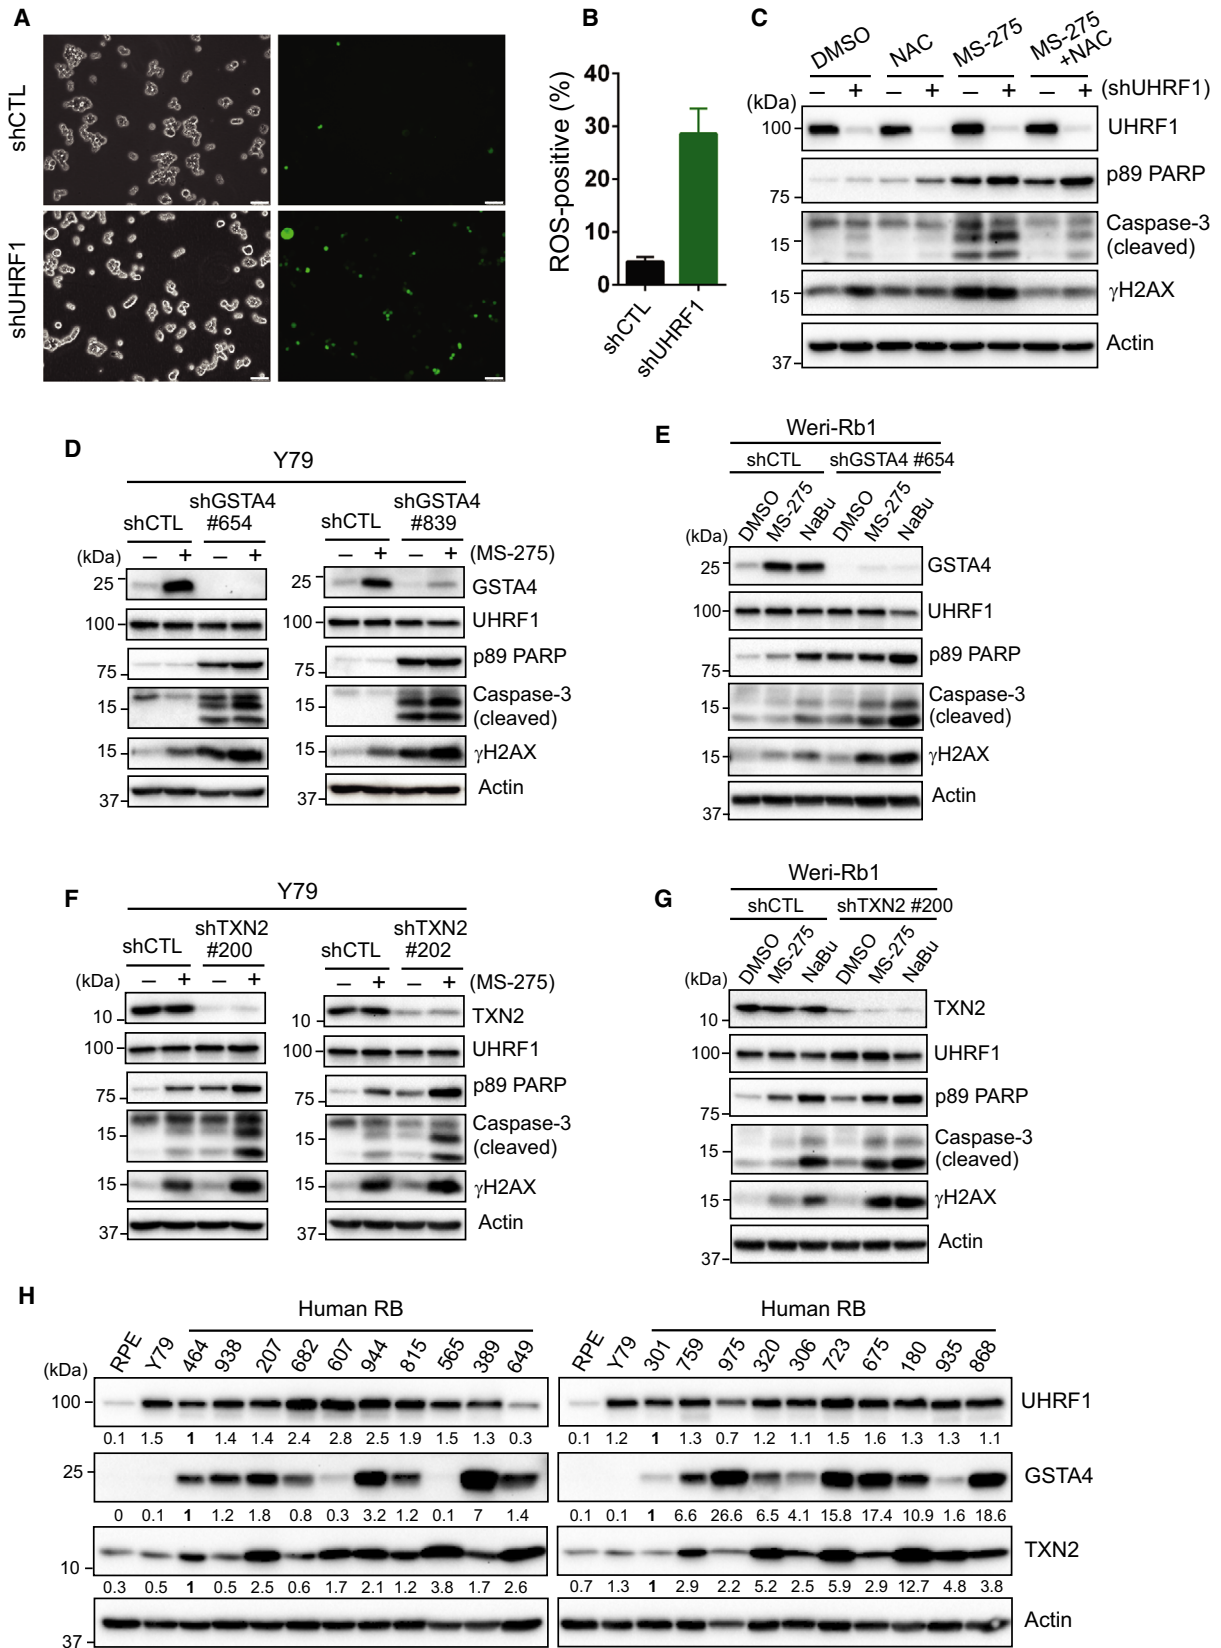 A
shCTL
shUHRF1
B
ROS-positive (%)
40
30
20
10
0
shCTL
shUHRF1
C
DMSO NAC MS-275 MS-275 +NAC
– + – + – + – + (shUHRF1)
(kDa)
100 UHRF1
75 p89 PARP
15 Caspase-3 (cleaved)
15 γH2AX
37 Actin
D
Y79
shCTL shGSTA4 #654 shCTL shGSTA4 #839
(kDa) – + – + – + – + (MS-275)
25 25 GSTA4
100 100 UHRF1
75 75 p89 PARP
15 15 Caspase-3 (cleaved)
15 15 γH2AX
37 37 Actin
E
Weri-Rb1
shCTL shGSTA4 #654
DMSO MS-275 NaBu DMSO MS-275 NaBu
(kDa)
25 GSTA4
100 UHRF1
75 p89 PARP
15 Caspase-3 (cleaved)
15 γH2AX
37 Actin
F
Y79
shCTL shTXN2 #200 shCTL shTXN2 #202
(kDa) – + – + – + – + (MS-275)
10 10 TXN2
100 100 UHRF1
75 75 p89 PARP
15 15 Caspase-3 (cleaved)
15 15 γH2AX
37 37 Actin
G
Weri-Rb1
shCTL shTXN2 #200
DMSO MS-275 NaBu DMSO MS-275 NaBu
10 TXN2
100 UHRF1
75 p89 PARP
15 Caspase-3 (cleaved)
15 γH2AX
37 Actin
H
Human RB Human RB
RPE Y79 464 938 207 682 607 944 815 565 389 649 RPE Y79 301 759 975 320 306 723 675 180 935 868
(kDa)
100 UHRF1
0.1 1.5 1 1.4 1.4 2.4 2.8 2.5 1.9 1.5 1.3 0.3 0.1 1.2 1 1.3 0.7 1.2 1.1 1.5 1.6 1.3 1.3 1.1
25 GSTA4
0 0.1 1 1.2 1.8 0.8 0.3 3.2 1.2 0.1 7 1.4 0.1 0.1 1 6.6 26.6 6.5 4.1 15.8 17.4 10.9 1.6 18.6
10 TXN2
0.3 0.5 1 0.5 2.5 0.6 1.7 2.1 1.2 3.8 1.7 2.6 0.7 1.3 1 2.9 2.2 5.2 2.5 5.9 2.9 12.7 4.8 3.8
37 Actin